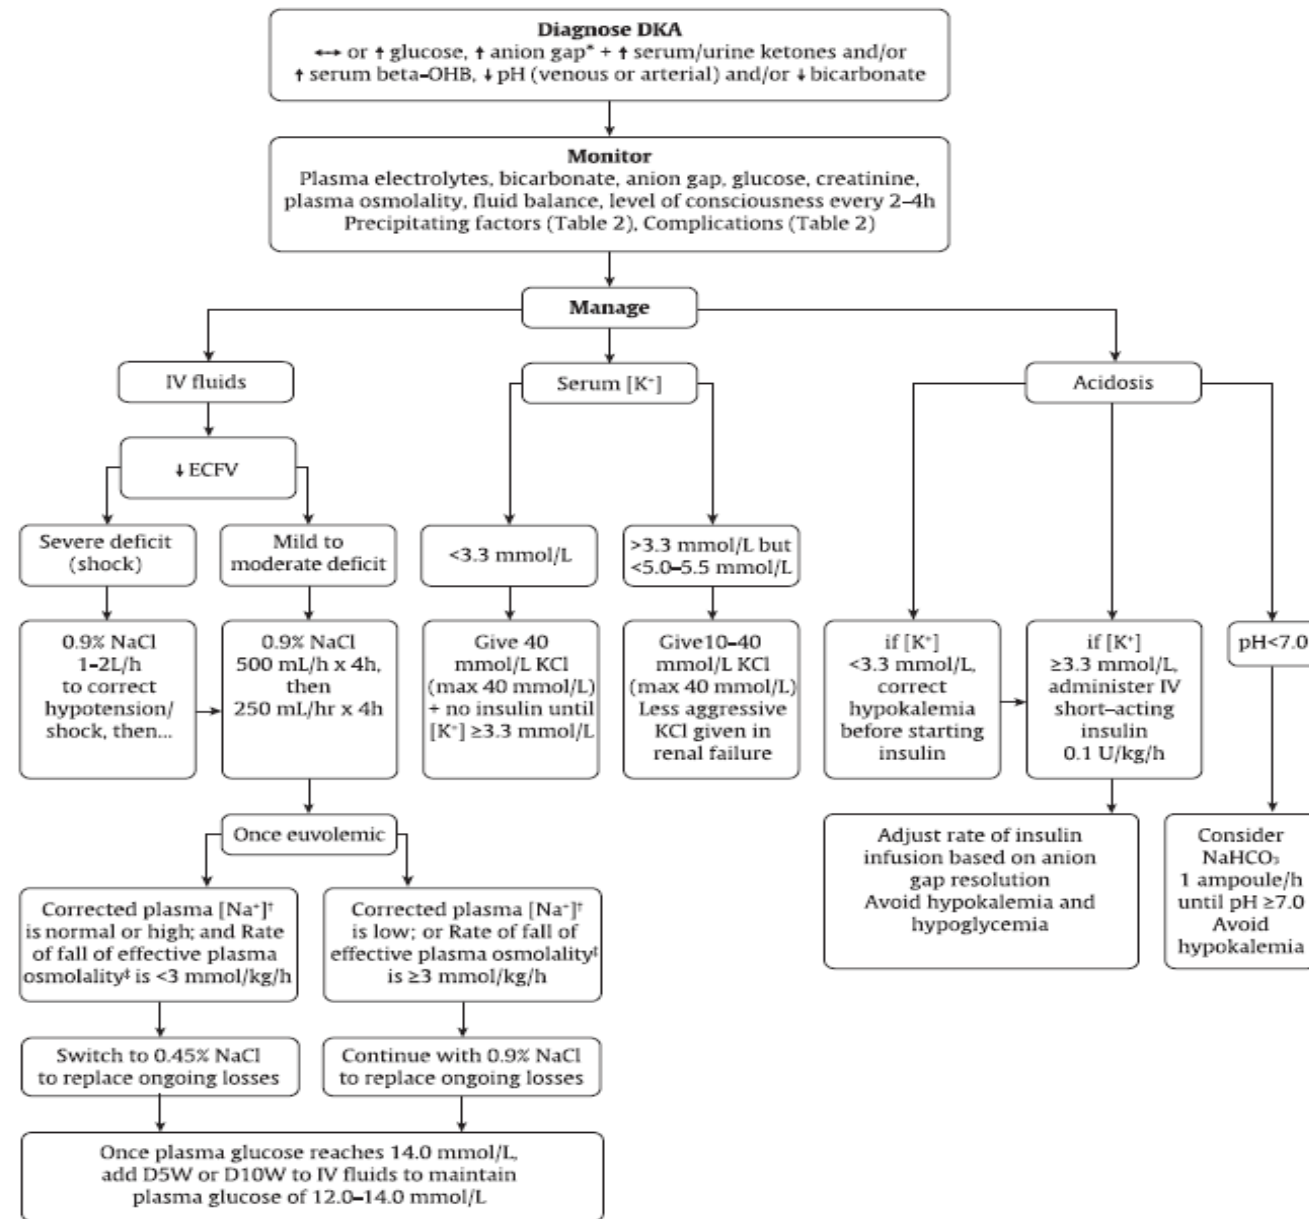 Diagnose DKA
↔ or ↑ glucose, ↑ anion gap* + ↑ serum/urine ketones and/or
↑ serum beta–OHB, ↓ pH (venous or arterial) and/or ↓ bicarbonate
Monitor
Plasma electrolytes, bicarbonate, anion gap, glucose, creatinine,
plasma osmolality, fluid balance, level of consciousness every 2–4h
Precipitating factors (Table 2), Complications (Table 2)
Manage
IV fluids
Serum [K⁺]
Acidosis
↓ ECFV
Severe deficit
(shock)
Mild to
moderate deficit
<3.3 mmol/L
>3.3 mmol/L but
<5.0–5.5 mmol/L
0.9% NaCl
1–2L/h
to correct
hypotension/
shock, then...
0.9% NaCl
500 mL/h x 4h,
then
250 mL/hr x 4h
Give 40
mmol/L KCl
(max 40 mmol/L)
+ no insulin until
[K⁺] ≥3.3 mmol/L
Give10–40
mmol/L KCl
(max 40 mmol/L)
Less aggressive
KCl given in
renal failure
if [K⁺]
<3.3 mmol/L,
correct
hypokalemia
before starting
insulin
if [K⁺]
≥3.3 mmol/L,
administer IV
short–acting
insulin
0.1 U/kg/h
pH<7.0
Once euvolemic
Adjust rate of insulin
infusion based on anion
gap resolution
Avoid hypokalemia and
hypoglycemia
Consider
NaHCO₃
1 ampoule/h
until pH ≥7.0
Avoid
hypokalemia
Corrected plasma [Na⁺]†
is normal or high; and Rate
of fall of effective plasma
osmolality‡ is <3 mmol/kg/h
Corrected plasma [Na⁺]†
is low; or Rate of fall of
effective plasma osmolality‡
is ≥3 mmol/kg/h
Switch to 0.45% NaCl
to replace ongoing losses
Continue with 0.9% NaCl
to replace ongoing losses
Once plasma glucose reaches 14.0 mmol/L,
add D5W or D10W to IV fluids to maintain
plasma glucose of 12.0–14.0 mmol/L